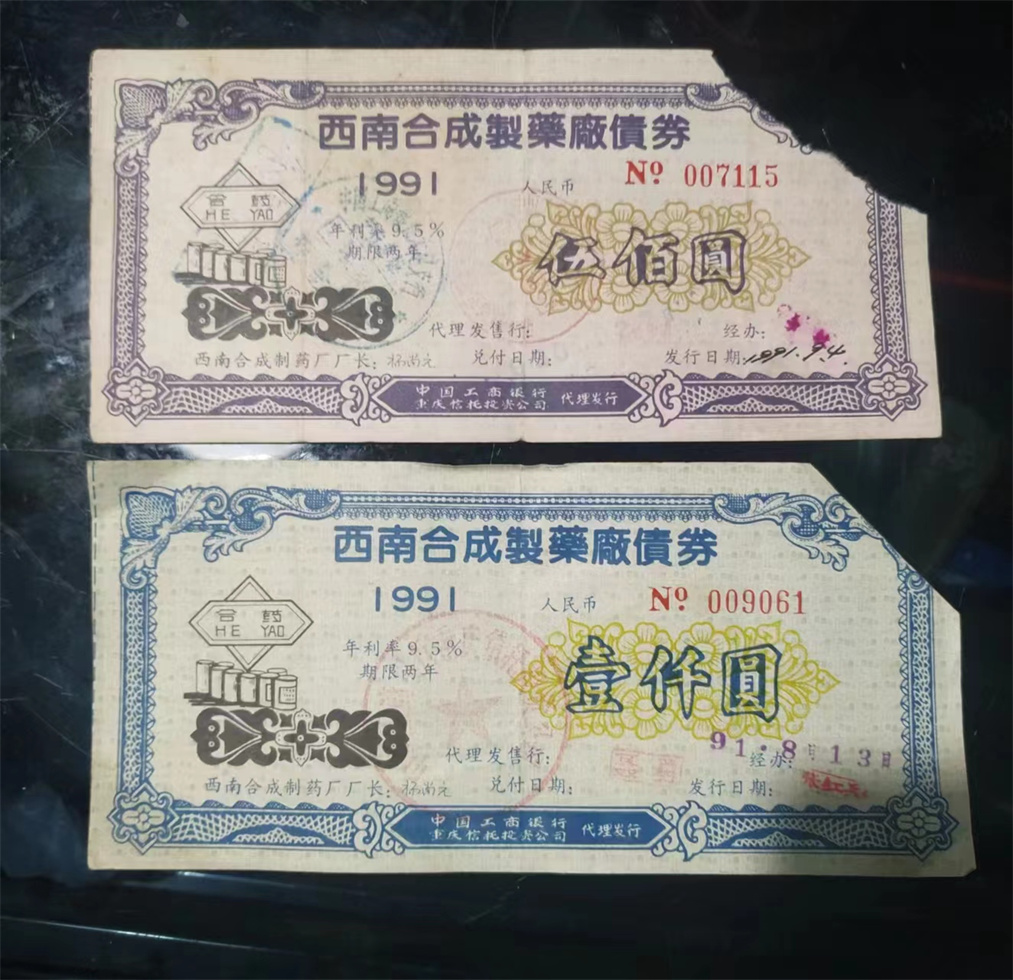 西南合成製藥廠債券
1991 人民币 Nº 007115
合药
HE YAO
年利率9.5%
期限两年
伍佰圆
代理发售行: 经办:
西南合成制药厂厂长: 兑付日期: 发行日期: 1991.9.4.
中国工商银行
重庆信托投资公司 代理发行
西南合成製藥廠債券
1991 人民币 Nº 009061
合药
HE YAO
年利率9.5%
期限两年
壹仟圆
91.8月13日
代理发售行: 经办:
西南合成制药厂厂长: 兑付日期: 发行日期:
中国工商银行
重庆信托投资公司 代理发行